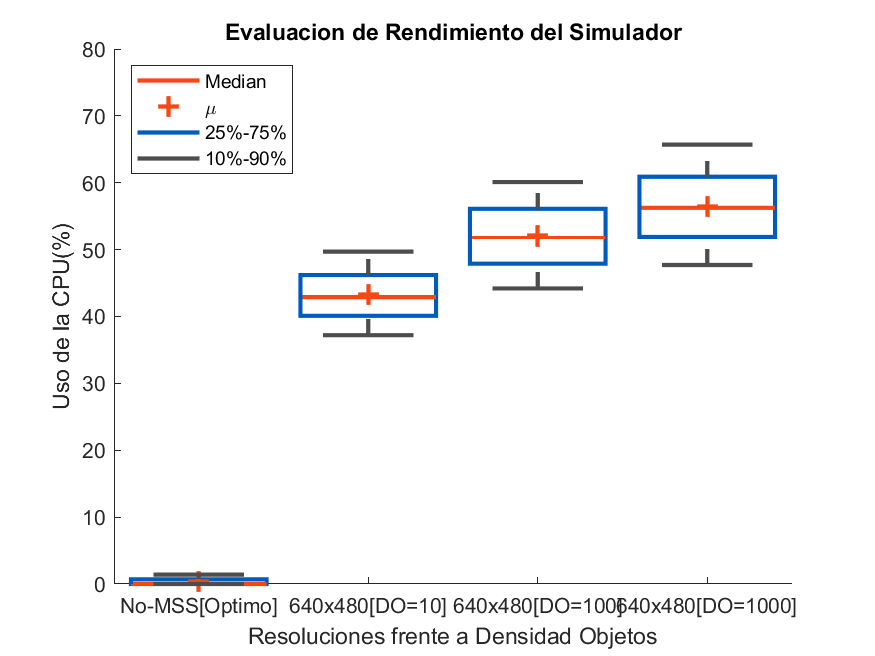 Evaluacion de Rendimiento del Simulador
80
70
60
50
40
30
20
10
0
Uso de la CPU(%)
Median
μ
25%-75%
10%-90%
No-MSS[Optimo] 640x480[DO=10] 640x480[DO=100] 640x480[DO=1000]
Resoluciones frente a Densidad Objetos